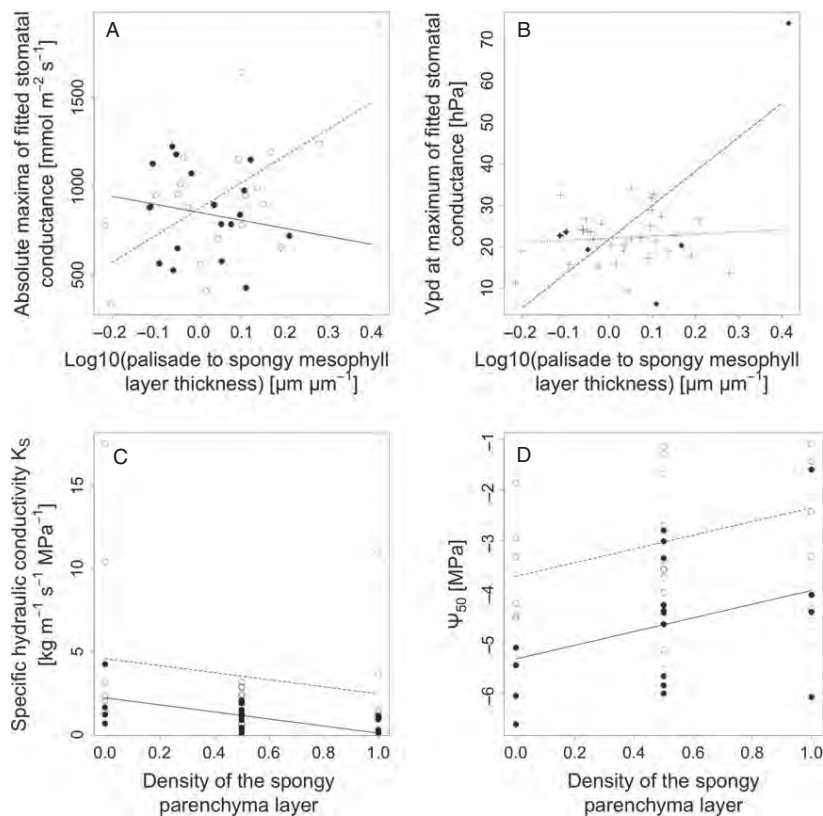 A
Absolute maxima of fitted stomatal
conductance [mmol m−2 s−1]
500
1000
1500
−0.2
−0.1
0.0
0.1
0.2
0.3
0.4
Log10(palisade to spongy mesophyll
layer thickness) [µm µm−1]
B
Vpd at maximum of fitted stomatal
conductance [hPa]
10
20
30
40
50
60
70
−0.2
−0.1
0.0
0.1
0.2
0.3
0.4
Log10(palisade to spongy mesophyll
layer thickness) [µm µm−1]
C
Specific hydraulic conductivity KS
[kg m−1 s−1 MPa−1]
0
5
10
15
0.0
0.2
0.4
0.6
0.8
1.0
Density of the spongy
parenchyma layer
D
Ψ50 [MPa]
−6
−5
−4
−3
−2
−1
0.0
0.2
0.4
0.6
0.8
1.0
Density of the spongy
parenchyma layer